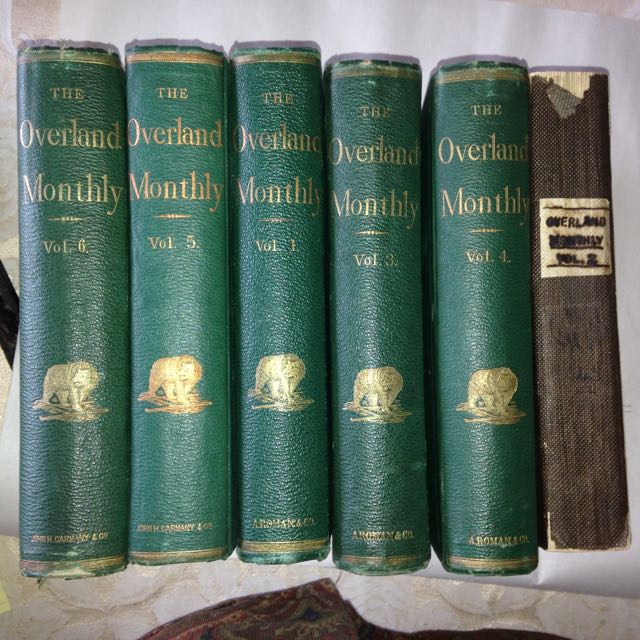 THE
Overland
Monthly
Vol. 6.
JOHN H. CARMANY & CO
THE
Overland
Monthly
Vol 5.
JOHN H. CARMANY & CO.
THE
Overland
Monthly
Vol. 1.
A.ROMAN & CO.
THE
Overland
Monthly
Vol 3.
A.ROMAN & CO.
THE
Overland
Monthly
Vol. 4.
A.ROMAN & CO.
OVERLAND
MONTHLY
VOL. 2